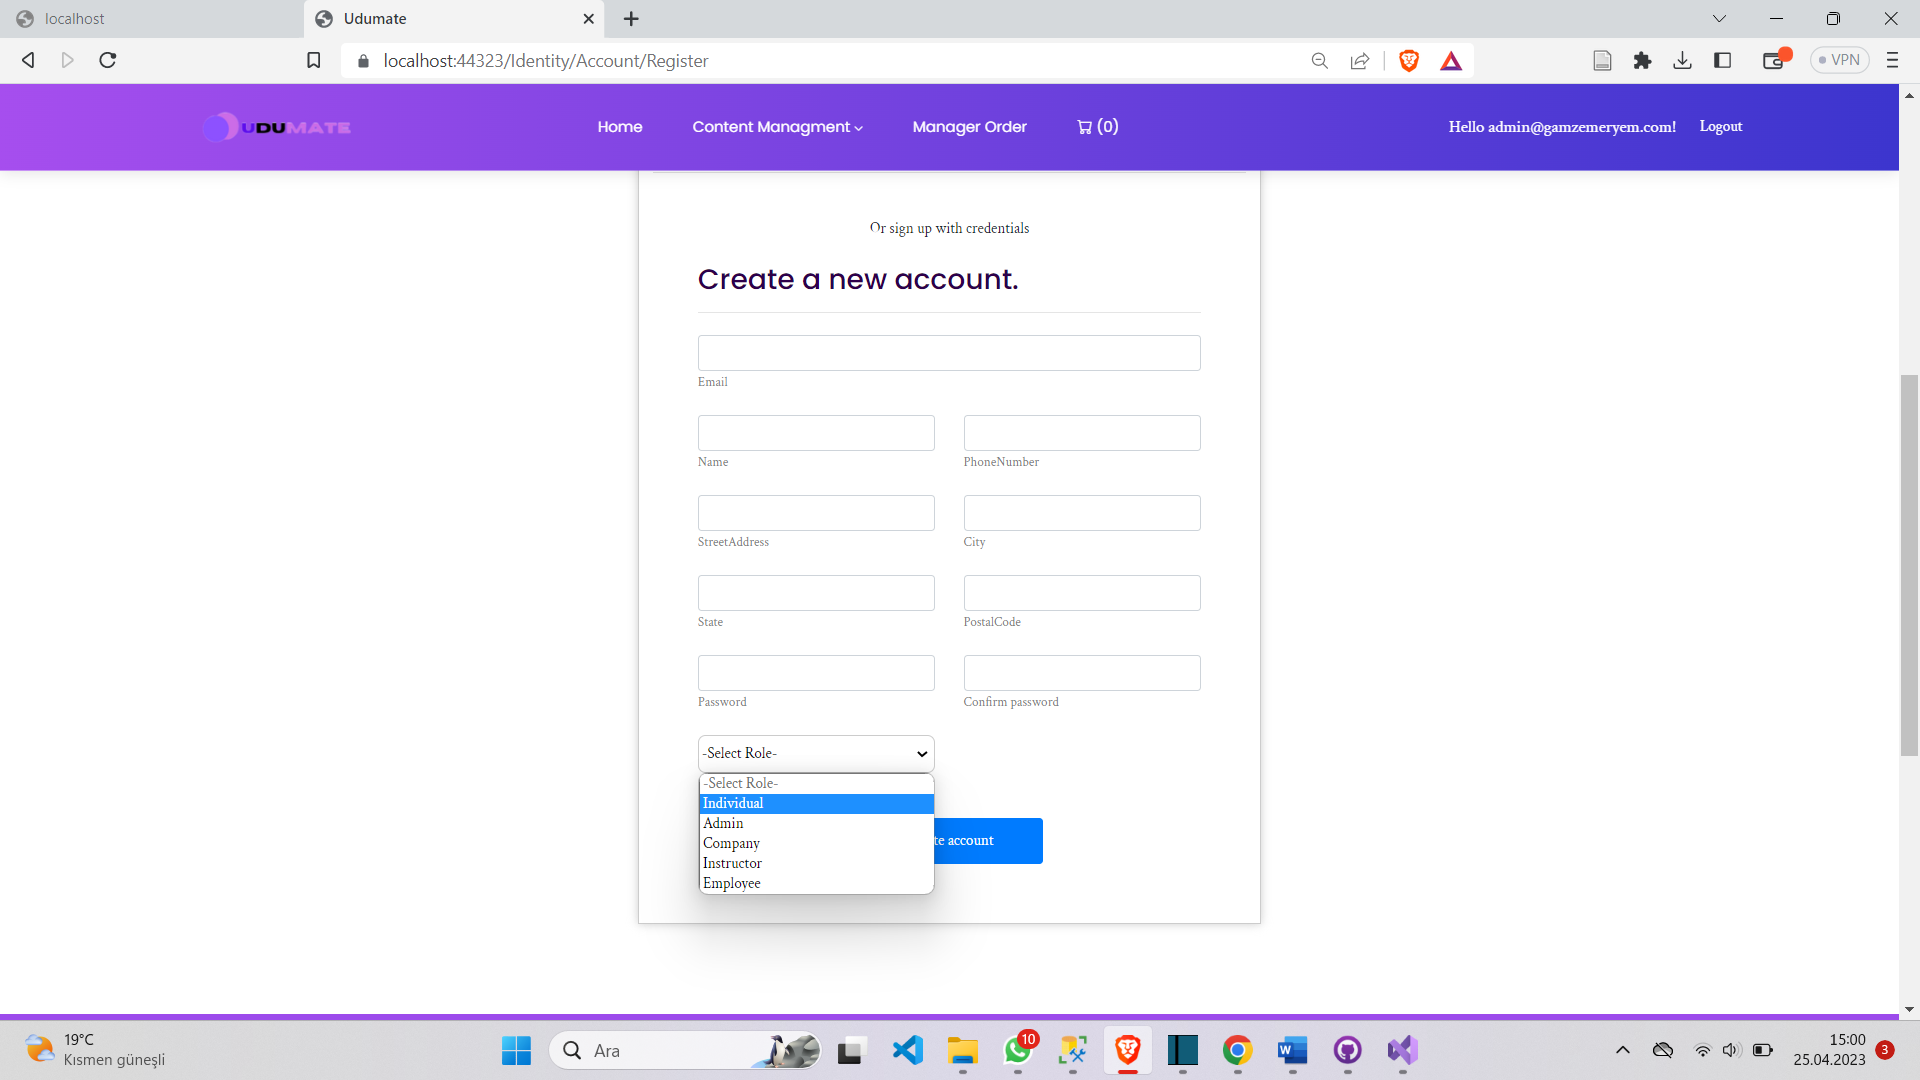 localhost
Udumate
localhost:44323/Identity/Account/Register
VPN
UDUMATE
Home
Content Managment
Manager Order
(0)
Hello admin@gamzemeryem.com!
Logout
Or sign up with credentials
Create a new account.
Email
Name
PhoneNumber
StreetAddress
City
State
PostalCode
Password
Confirm password
-Select Role-
-Select Role-
Individual
Admin
Company
Instructor
Employee
te account
19°C
Kısmen güneşli
Ara
10
W
15:00
25.04.2023
3